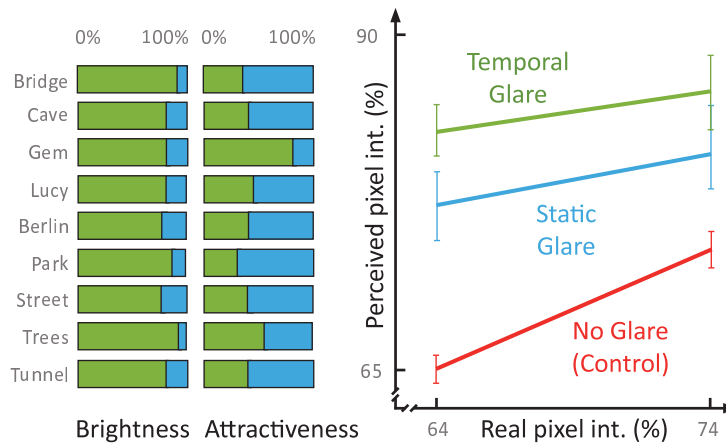 0% 100% 0% 100%
Bridge
Cave
Gem
Lucy
Berlin
Park
Street
Trees
Tunnel
Brightness Attractiveness
Perceived pixel int. (%)
90
65
Temporal
Glare
Static
Glare
No Glare
(Control)
64 Real pixel int. (%) 74